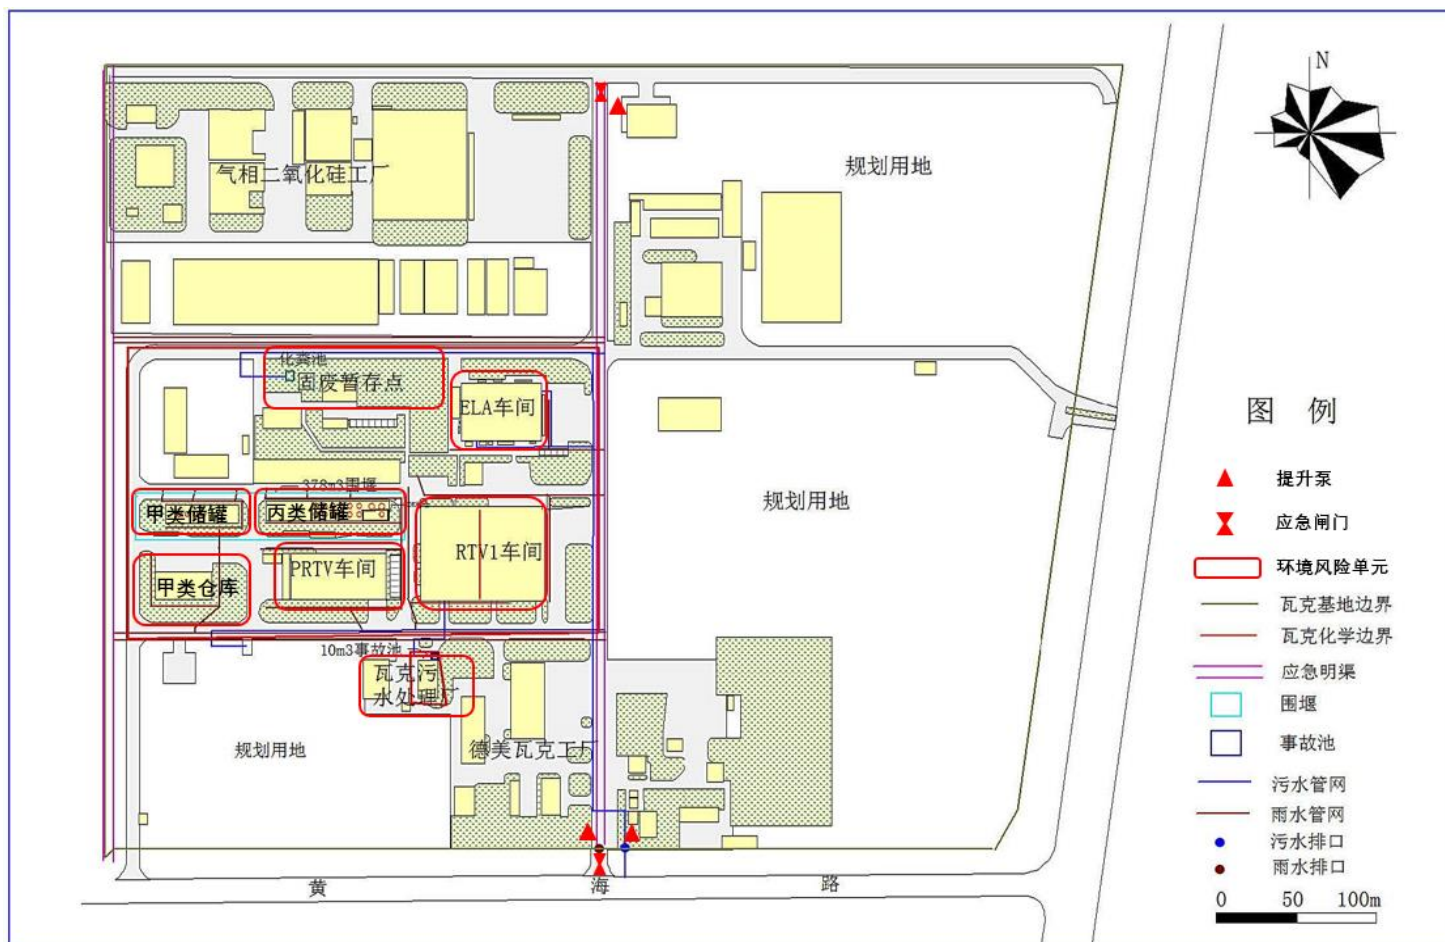 N
气相二氧化硅工厂
规划用地
化粪池
固废暂存点
ELA车间
图 例
378m3围堰
甲类储罐
丙类储罐
规划用地
提升泵
应急闸门
RTV1车间
PRTV车间
甲类仓库
环境风险单元
瓦克基地边界
瓦克化学边界
10m3事故池
瓦克污
水处理厂
应急明渠
围堰
规划用地
德美瓦克工厂
事故池
污水管网
雨水管网
污水排口
雨水排口
黄 海 路
0 50 100m